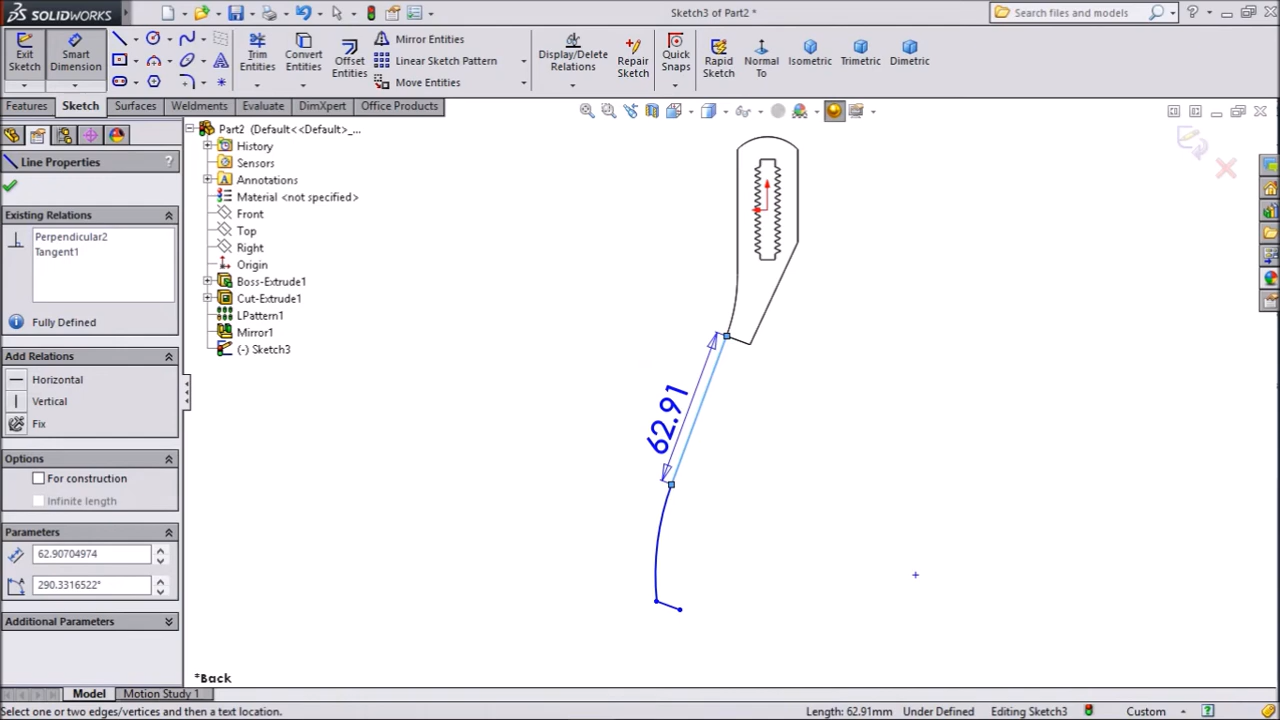 SOLIDWORKS
Sketch3 of Part2 *
Search files and models
Exit Sketch
Smart Dimension
Trim Entities
Convert Entities
Offset Entities
Mirror Entities
Linear Sketch Pattern
Move Entities
Display/Delete Relations
Repair Sketch
Quick Snaps
Rapid Sketch
Normal To
Isometric
Trimetric
Dimetric
Features
Sketch
Surfaces
Weldments
Evaluate
DimXpert
Office Products
Line Properties
?
Existing Relations
Perpendicular2
Tangent1
Fully Defined
Add Relations
Horizontal
Vertical
Fix
Options
For construction
Infinite length
Parameters
62.90704974
290.3316522°
Additional Parameters
Part2 (Default<<Default>_...
History
Sensors
Annotations
Material <not specified>
Front
Top
Right
Origin
Boss-Extrude1
Cut-Extrude1
LPattern1
Mirror1
(-) Sketch3
62.91
*Back
Model
Motion Study 1
Select one or two edges/vertices and then a text location.
Length: 62.91mm
Under Defined
Editing Sketch3
Custom